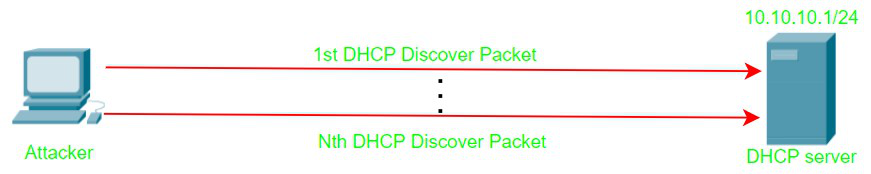 10.10.10.1/24
1st DHCP Discover Packet
Nth DHCP Discover Packet
Attacker
DHCP server